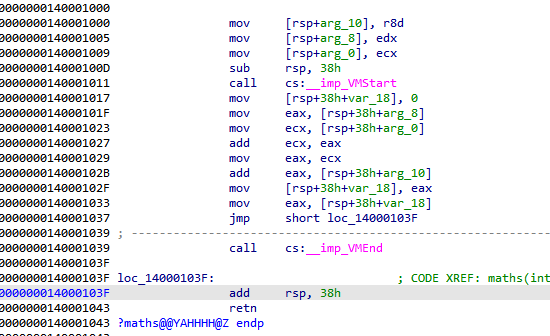 0000000140001000
0000000140001000 mov [rsp+arg_10], r8d
0000000140001005 mov [rsp+arg_8], edx
0000000140001009 mov [rsp+arg_0], ecx
000000014000100D sub rsp, 38h
0000000140001011 call cs:__imp_VMStart
0000000140001017 mov [rsp+38h+var_18], 0
000000014000101F mov eax, [rsp+38h+arg_8]
0000000140001023 mov ecx, [rsp+38h+arg_0]
0000000140001027 add ecx, eax
0000000140001029 mov eax, ecx
000000014000102B add eax, [rsp+38h+arg_10]
000000014000102F mov [rsp+38h+var_18], eax
0000000140001033 mov eax, [rsp+38h+var_18]
0000000140001037 jmp short loc_14000103F
0000000140001039 ; ---------------------------------------------------------------
0000000140001039 call cs:__imp_VMEnd
000000014000103F
000000014000103F loc_14000103F: ; CODE XREF: maths(int
000000014000103F add rsp, 38h
0000000140001043 retn
0000000140001043 ?maths@@YAHHHH@Z endp